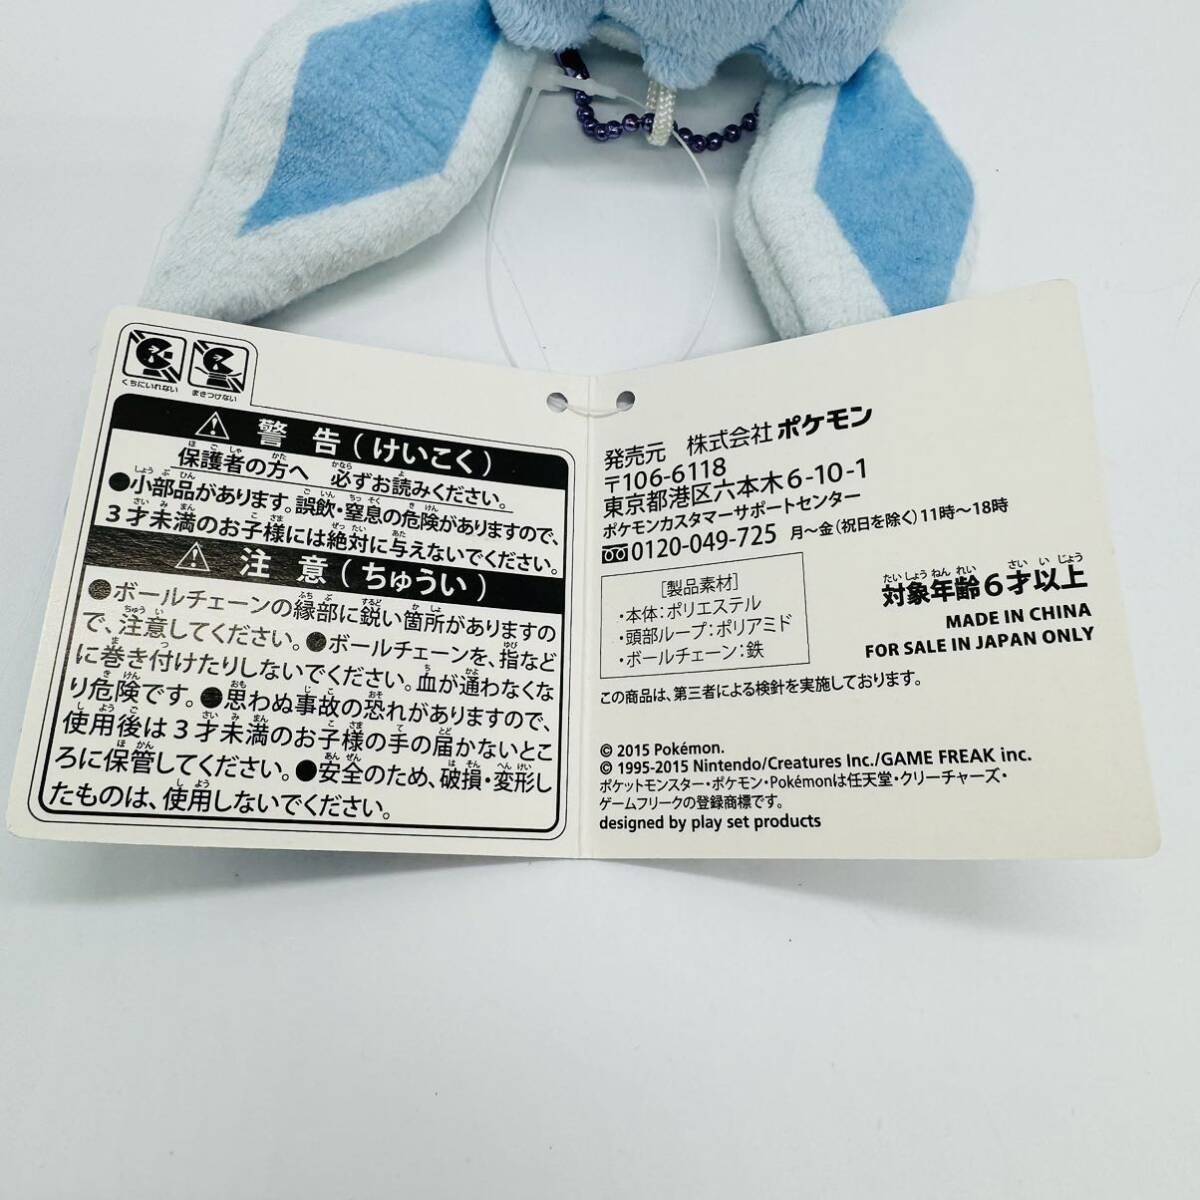 くちにいれない
まきつけない
警告(けいこく)
保護者の方へ 必ずお読みください。
●小部品があります。誤飲・窒息の危険がありますので、
3才未満のお子様には絶対に与えないでください。
注意(ちゅうい)
●ボールチェーンの縁部に鋭い箇所がありますの
で、注意してください。●ボールチェーンを、指など
に巻き付けたりしないでください。血が通わなくな
り危険です。●思わぬ事故の恐れがありますので、
使用後は3才未満のお子様の手の届かないとこ
ろに保管してください。●安全のため、破損・変形し
たものは、使用しないでください。
発売元 株式会社 ポケモン
〒106-6118
東京都港区六本木6-10-1
ポケモンカスタマーサポートセンター
0120-049-725 月〜金(祝日を除く)11時〜18時
[製品素材]
・本体:ポリエステル
・頭部ループ:ポリアミド
・ボールチェーン:鉄
たいしょうねんれい さい いじょう
対象年齢6才以上
MADE IN CHINA
FOR SALE IN JAPAN ONLY
この商品は、第三者による検針を実施しております。
© 2015 Pokémon.
© 1995-2015 Nintendo/Creatures Inc./GAME FREAK inc.
ポケットモンスター・ポケモン・Pokémonは任天堂・クリーチャーズ・
ゲームフリークの登録商標です。
designed by play set products